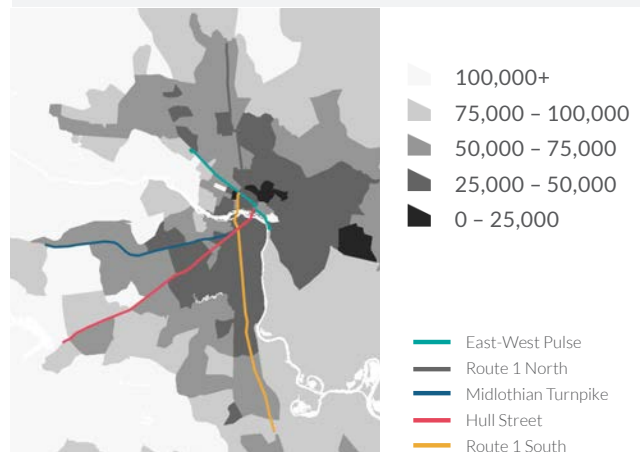 100,000+
75,000 – 100,000
50,000 – 75,000
25,000 – 50,000
0 – 25,000
East-West Pulse
Route 1 North
Midlothian Turnpike
Hull Street
Route 1 South